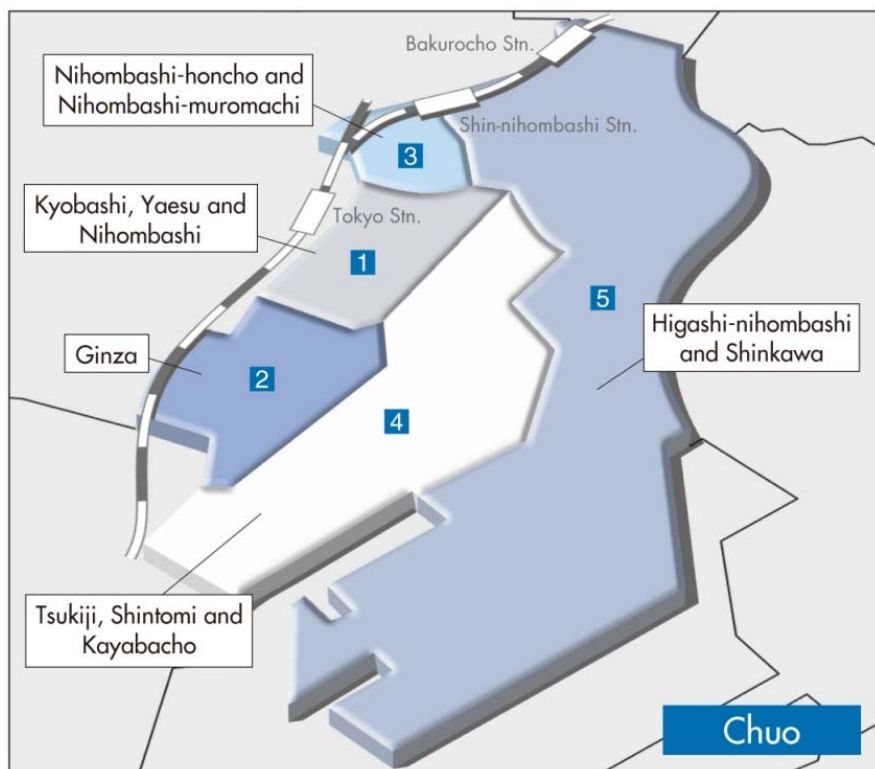 Bakurocho Stn.
Nihombashi-honcho and
Nihombashi-muromachi
Shin-nihombashi Stn.
3
Kyobashi, Yaesu and
Nihombashi
Tokyo Stn.
1
5
Higashi-nihombashi
and Shinkawa
Ginza
2
4
Tsukiji, Shintomi and
Kayabacho
Chuo